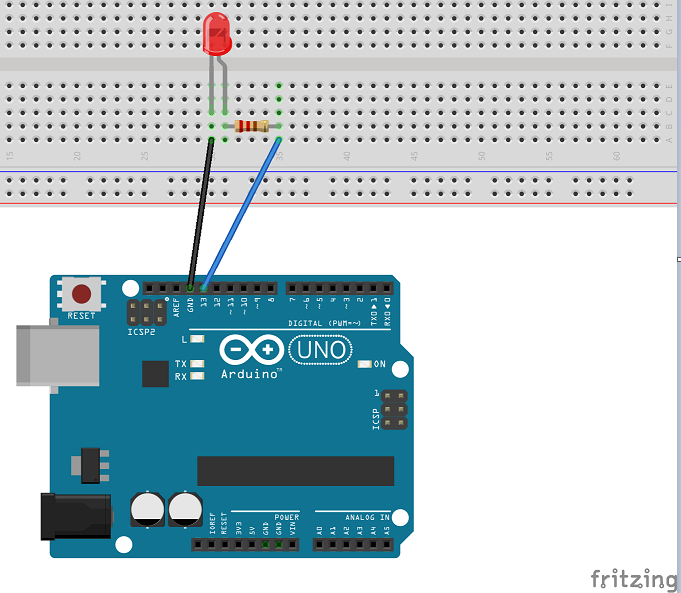 J
I
H
G
F
E
D
C
B
A
15 20 25 30 35 40 45 50 55 60
RESET
ICSP2
AREF
GND
13
12
~11
~10
~9
8
7
~6
~5
4
~3
2
TX0▶1
RX0◀0
DIGITAL (PWM=~)
L
TX
RX
UNO
Arduino™
ON
1
ICSP
IOREF
RESET
3V3
5V
GND
GND
VIN
POWER
A0
A1
A2
A3
A4
A5
ANALOG IN
fritzing